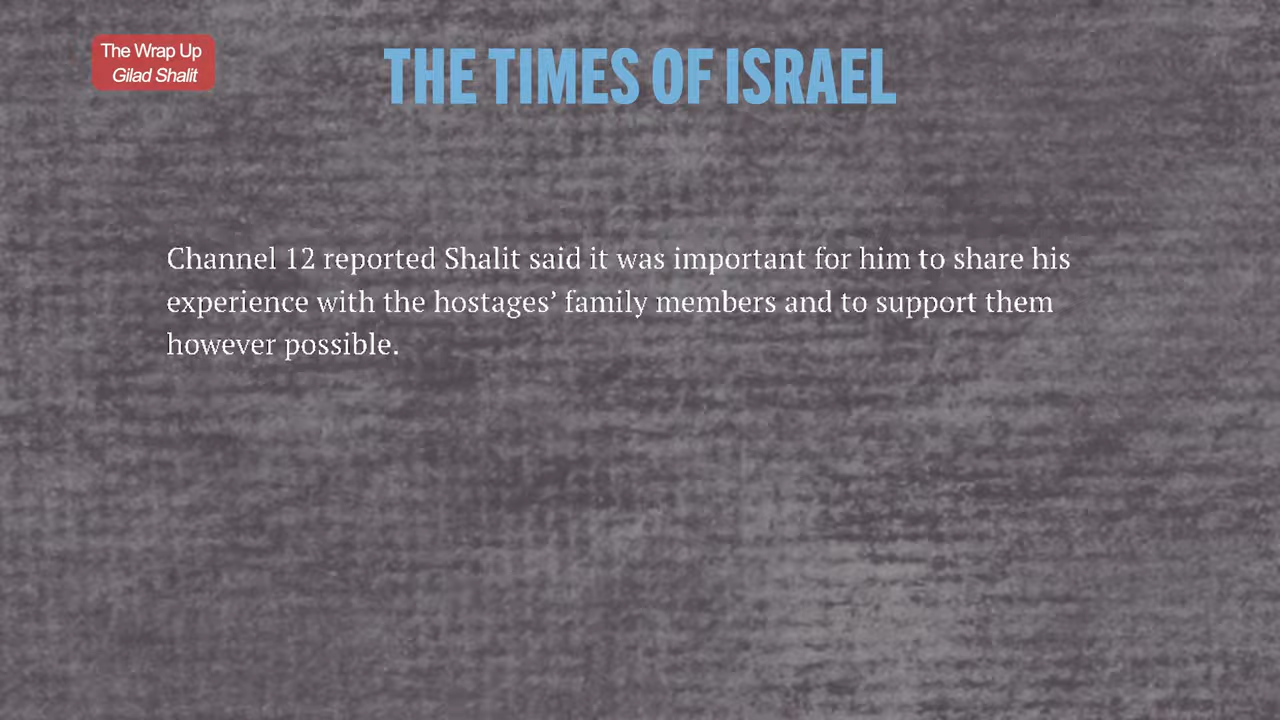 The Wrap Up
Gilad Shalit
THE TIMES OF ISRAEL
Channel 12 reported Shalit said it was important for him to share his
experience with the hostages’ family members and to support them
however possible.